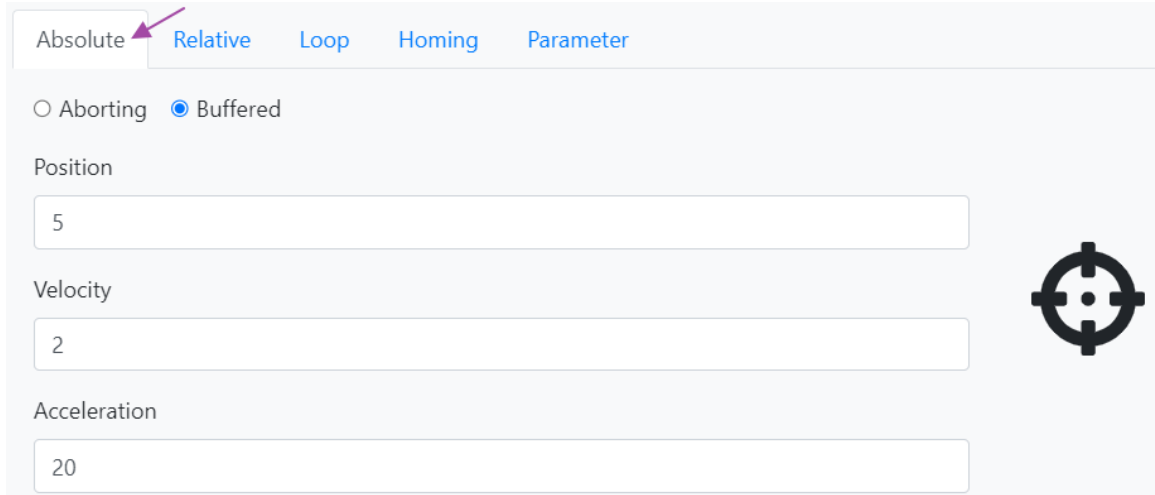 Absolute Relative Loop Homing Parameter
Aborting Buffered
Position
5
Velocity
2
Acceleration
20